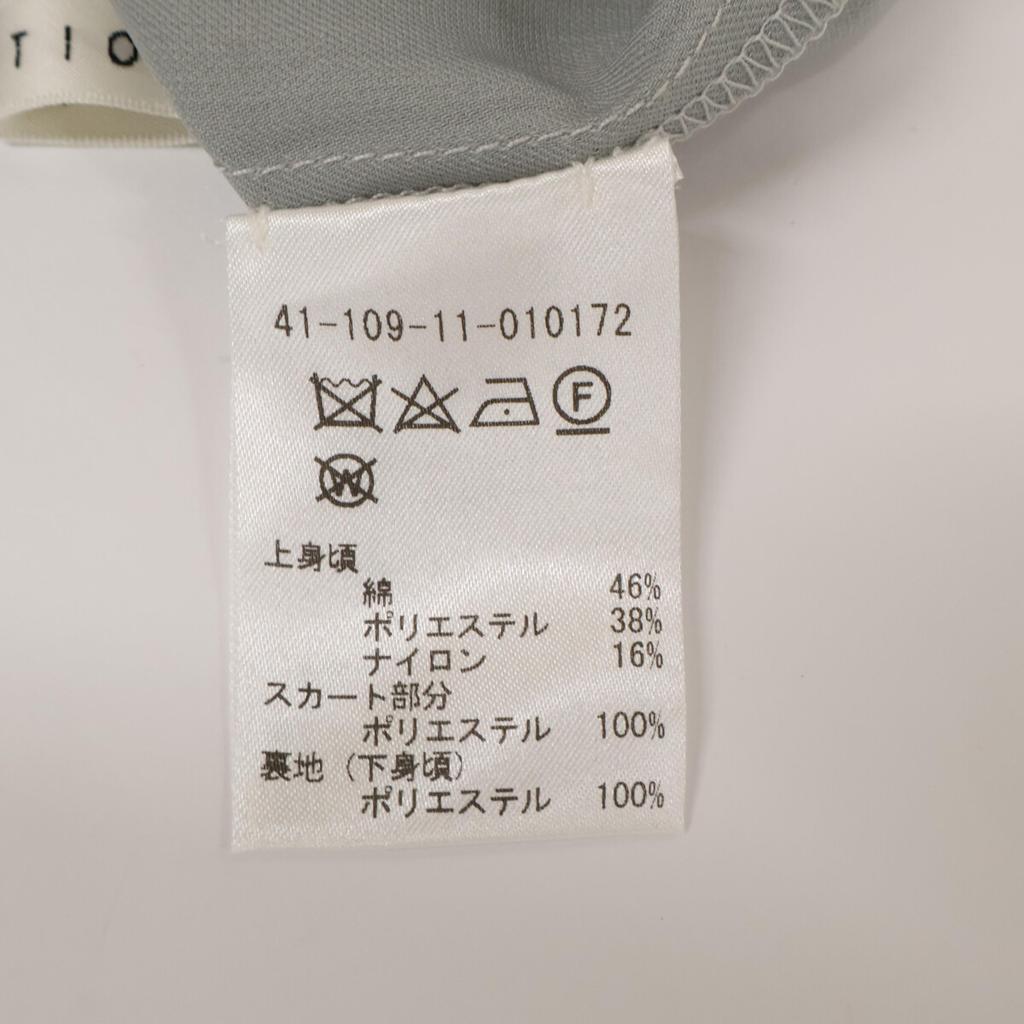 TIO
41-109-11-010172
F
W
上身頃
綿 46%
ポリエステル 38%
ナイロン 16%
スカート部分
ポリエステル 100%
裏地（下身頃）
ポリエステル 100%